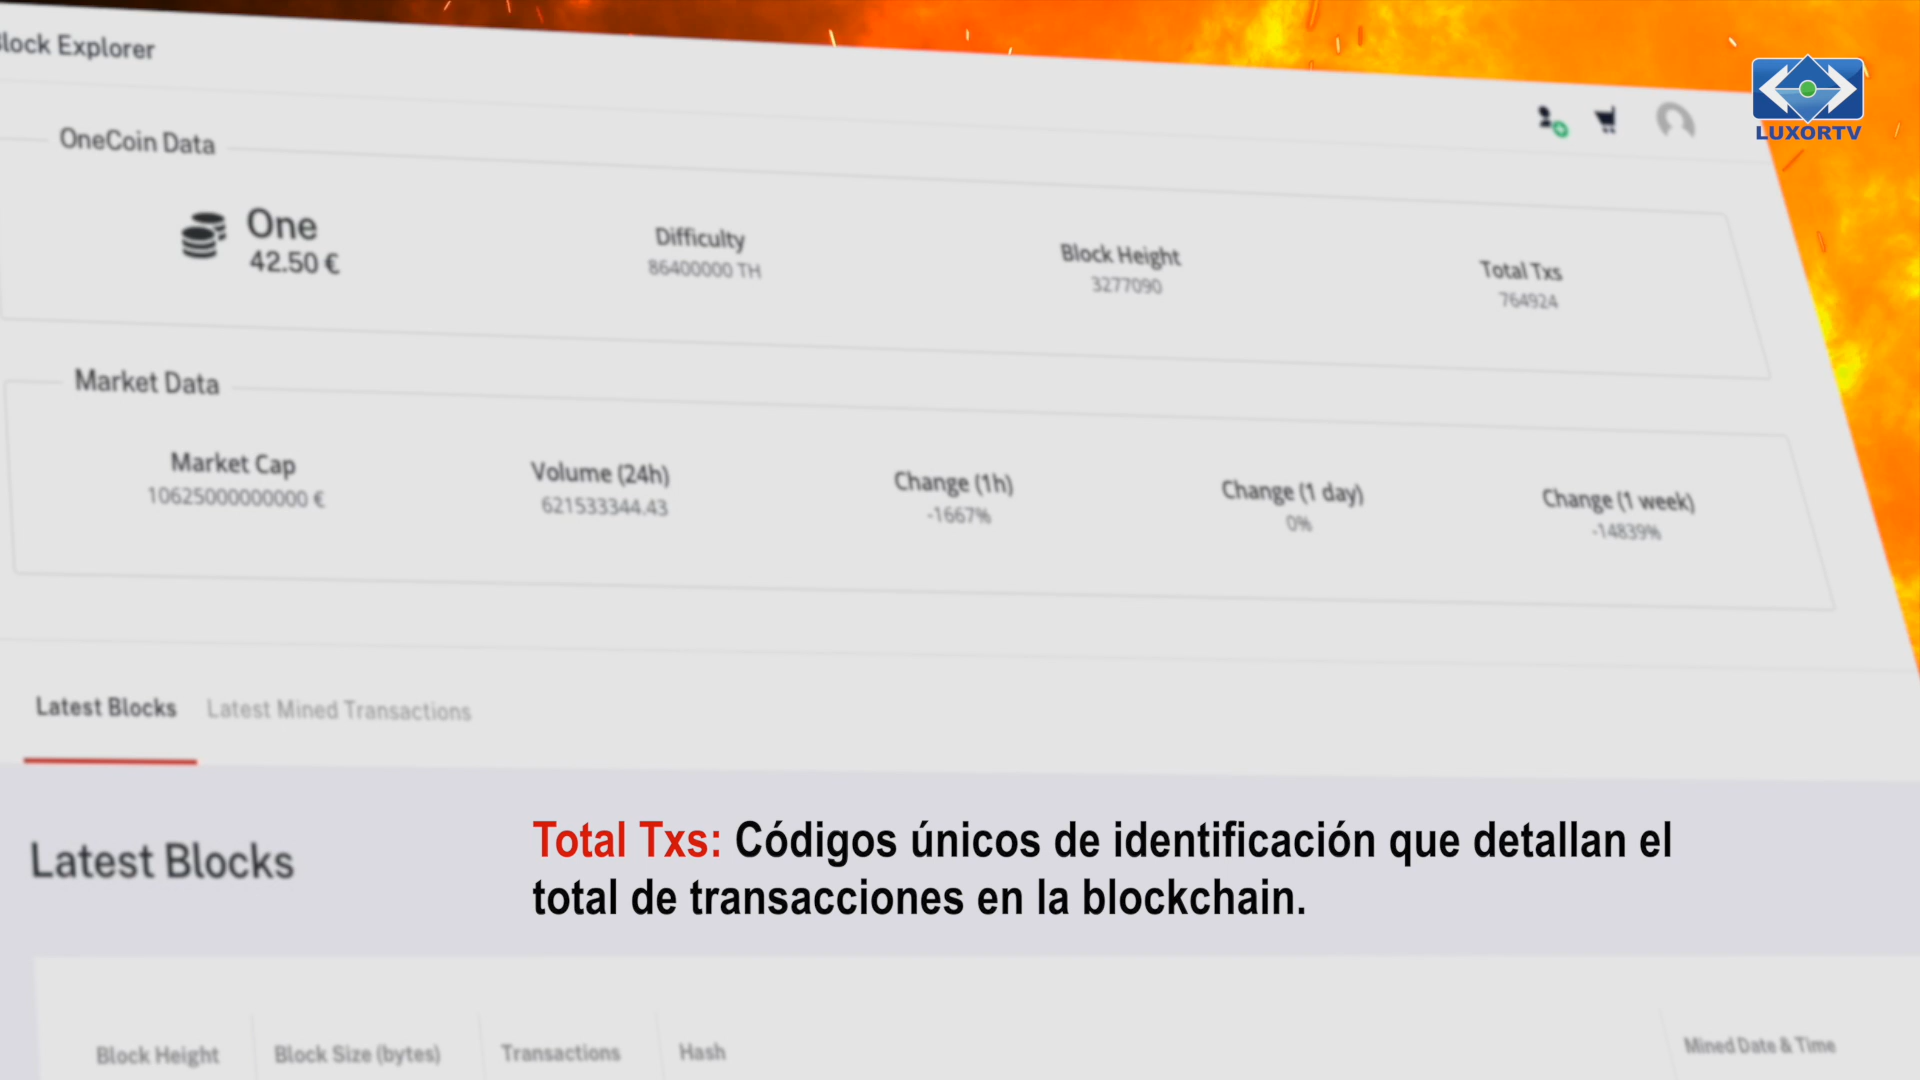 Block Explorer
LUXORTV
OneCoin Data
One
42.50 €
Difficulty
86400000 TH
Block Height
3277090
Total Txs
764924
Market Data
Market Cap
10625000000000 €
Volume (24h)
621533344.43
Change (1h)
-1667%
Change (1 day)
0%
Change (1 week)
-14839%
Latest Blocks
Latest Mined Transactions
Latest Blocks
Total Txs: Códigos únicos de identificación que detallan el
total de transacciones en la blockchain.
Block Height
Block Size (bytes)
Transactions
Hash
Mined Date & Time